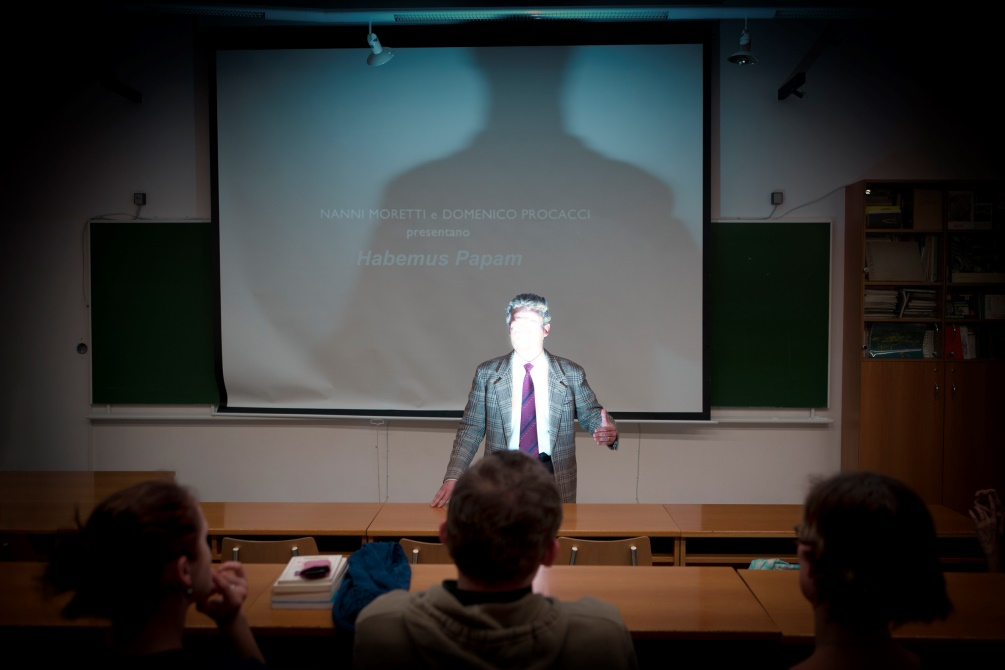 NANNI MORETTI e DOMENICO PROCACCI
presentano
Habemus Papam